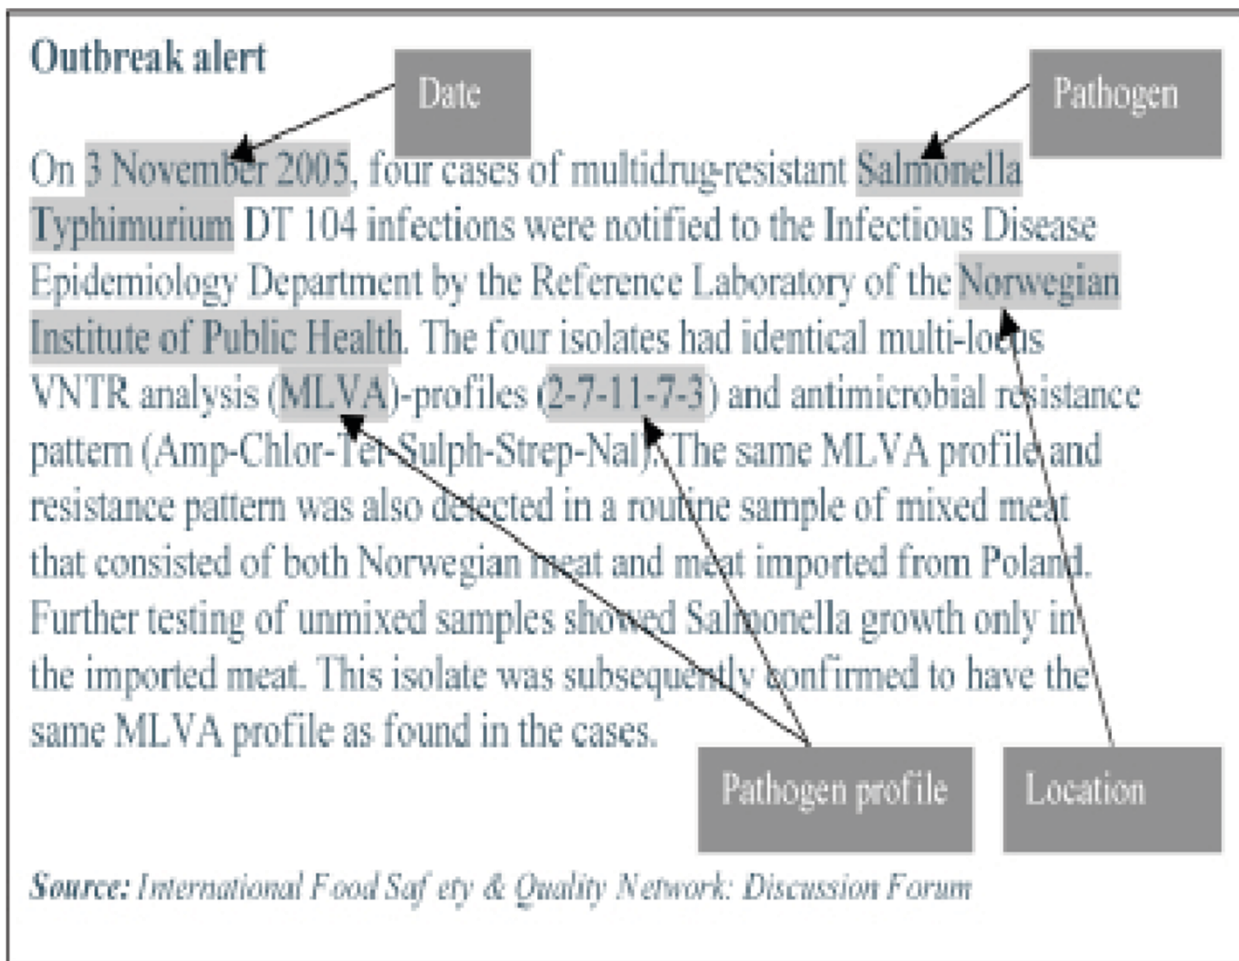 Outbreak alert
Date
Pathogen
On 3 November 2005, four cases of multidrug-resistant Salmonella
Typhimurium DT 104 infections were notified to the Infectious Disease
Epidemiology Department by the Reference Laboratory of the Norwegian
Institute of Public Health. The four isolates had identical multi-locus
VNTR analysis (MLVA)-profiles (2-7-11-7-3) and antimicrobial resistance
pattern (Amp-Chlor-Tet-Sulph-Strep-Nal). The same MLVA profile and
resistance pattern was also detected in a routine sample of mixed meat
that consisted of both Norwegian meat and meat imported from Poland.
Further testing of unmixed samples showed Salmonella growth only in
the imported meat. This isolate was subsequently confirmed to have the
same MLVA profile as found in the cases.
Pathogen profile
Location
Source: International Food Saf ety & Quality Network: Discussion Forum